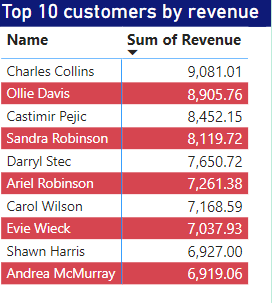 Top 10 customers by revenue
Name Sum of Revenue
Charles Collins 9,081.01
Ollie Davis 8,905.76
Castimir Pejic 8,452.15
Sandra Robinson 8,119.72
Darryl Stec 7,650.72
Ariel Robinson 7,261.38
Carol Wilson 7,168.59
Evie Wieck 7,037.93
Shawn Harris 6,927.00
Andrea McMurray 6,919.06